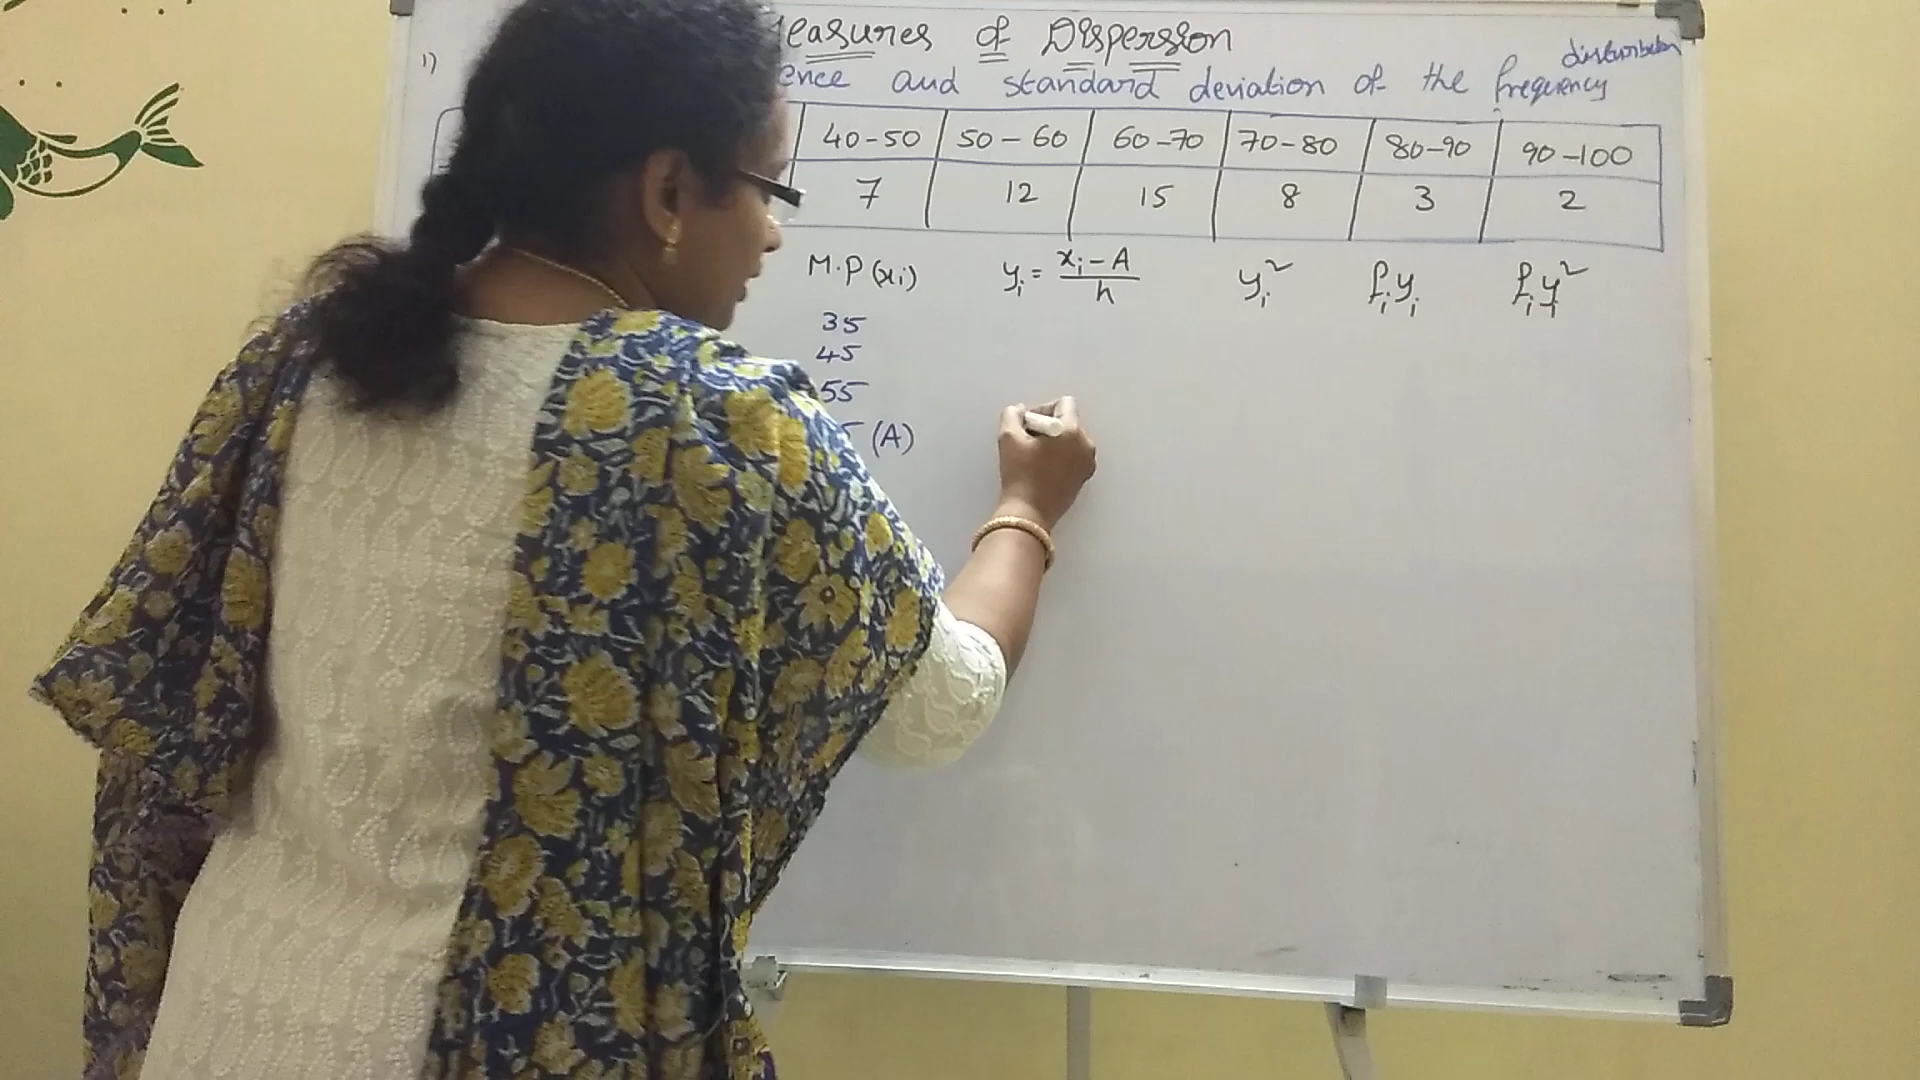 easures of Dispersion
1)
distribution
ence and standard deviation of the frequency
40-50 50-60 60-70 70-80 80-90 90-100
7 12 15 8 3 2
M.P(xᵢ) yᵢ = (xᵢ - A)/h yᵢ² fᵢyᵢ fᵢyᵢ²
35
45
55
5 (A)